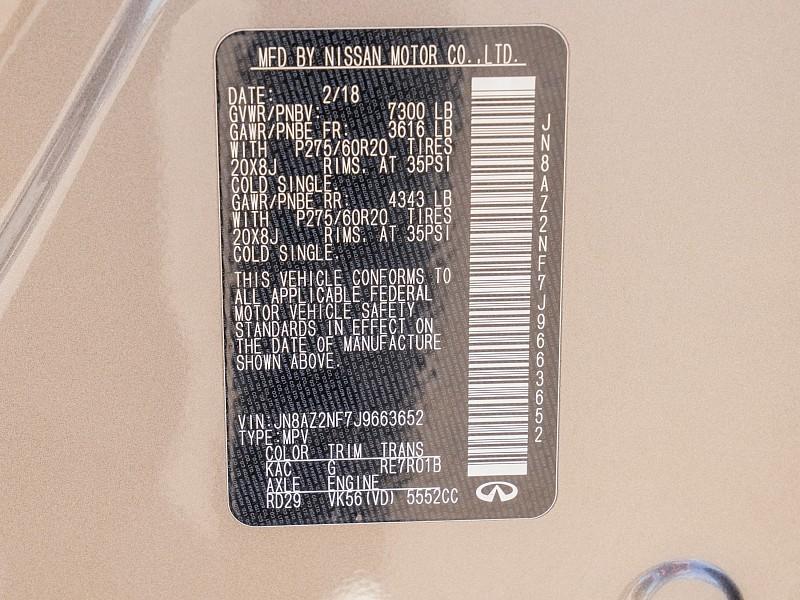 MFD BY NISSAN MOTOR CO.,LTD.
DATE: 2/18
GVWR/PNBV: 7300 LB
GAWR/PNBE FR: 3616 LB
WITH P275/60R20 TIRES
20X8J RIMS. AT 35PSI
COLD SINGLE.
GAWR/PNBE RR: 4343 LB
WITH P275/60R20 TIRES
20X8J RIMS. AT 35PSI
COLD SINGLE.
THIS VEHICLE CONFORMS TO
ALL APPLICABLE FEDERAL
MOTOR VEHICLE SAFETY
STANDARDS IN EFFECT ON
THE DATE OF MANUFACTURE
SHOWN ABOVE.
VIN:JN8AZ2NF7J9663652
TYPE:MPV
COLOR TRIM TRANS
KAC G RE7R01B
AXLE ENGINE
RD29 VK56(VD) 5552CC
JN8AZ2NF7J9663652